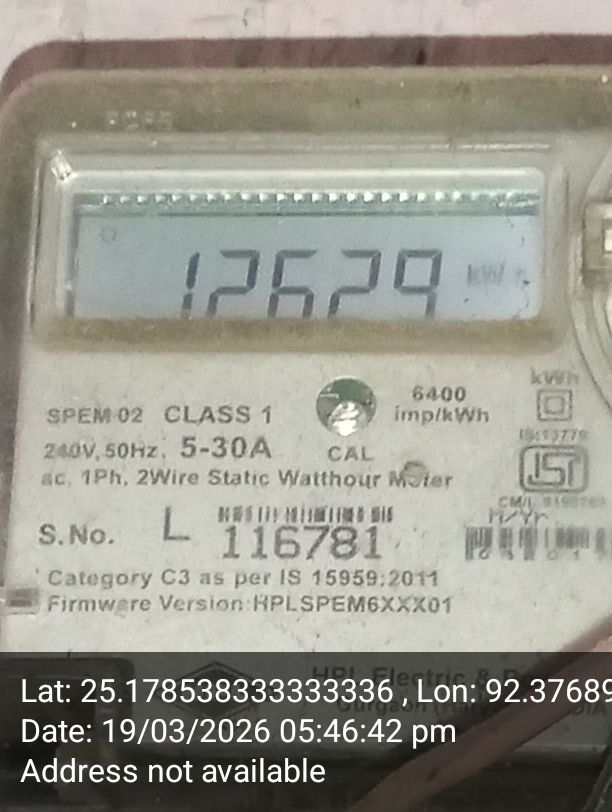 12629
kWh
SPEM 02 CLASS 1
6400
imp/kWh
240V, 50Hz, 5-30A
CAL
ac, 1Ph, 2Wire Static Watthour Meter
S.No. L 116781
Category C3 as per IS 15959:2011
Firmware Version:HPLSPEM6XXX01
HPL Electric &
Lat: 25.178538333333336 , Lon: 92.37689
Date: 19/03/2026 05:46:42 pm
Address not available